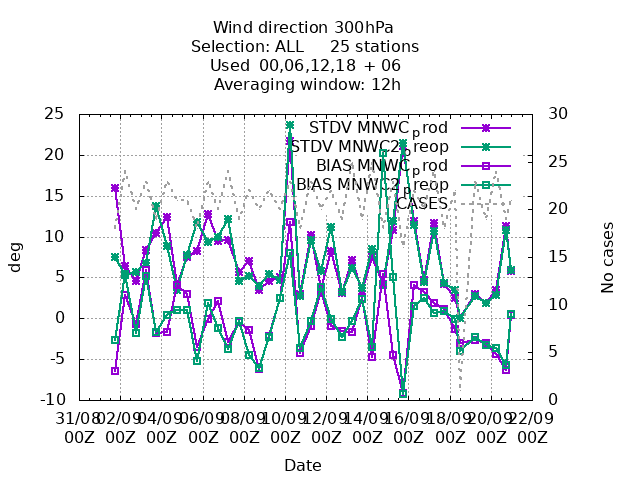 Wind direction 300hPa
Selection: ALL 25 stations
Used 00,06,12,18 + 06
Averaging window: 12h
25
20
15
10
5
0
-5
-10
deg
30
25
20
15
10
5
0
No cases
STDV MNWC_prod
STDV MNWC2_preop
BIAS MNWC_prod
BIAS MNWC2_preop
CASES
31/08 02/09 04/09 06/09 08/09 10/09 12/09 14/09 16/09 18/09 20/09 22/09
00Z 00Z 00Z 00Z 00Z 00Z 00Z 00Z 00Z 00Z 00Z 00Z
Date